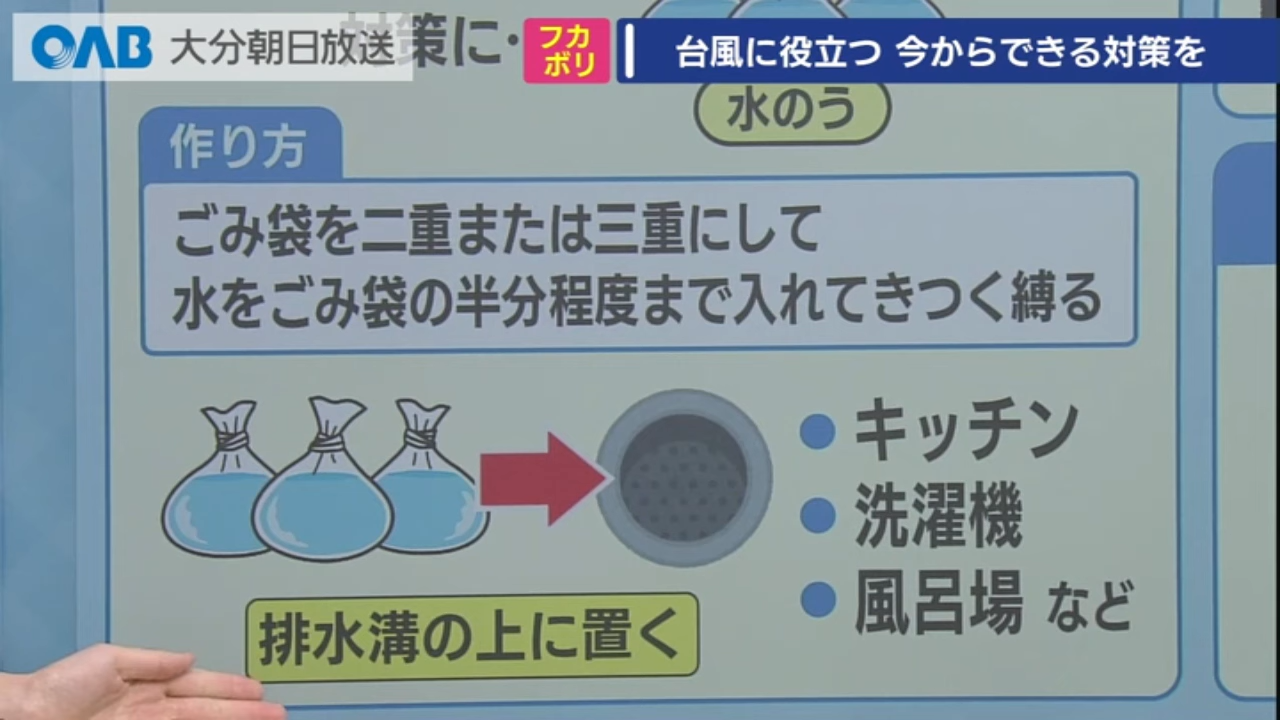 OAB 大分朝日放送
対策に・
フカボリ
台風に役立つ 今からできる対策を
水のう
作り方
ごみ袋を二重または三重にして
水をごみ袋の半分程度まで入れてきつく縛る
キッチン
洗濯機
風呂場 など
排水溝の上に置く